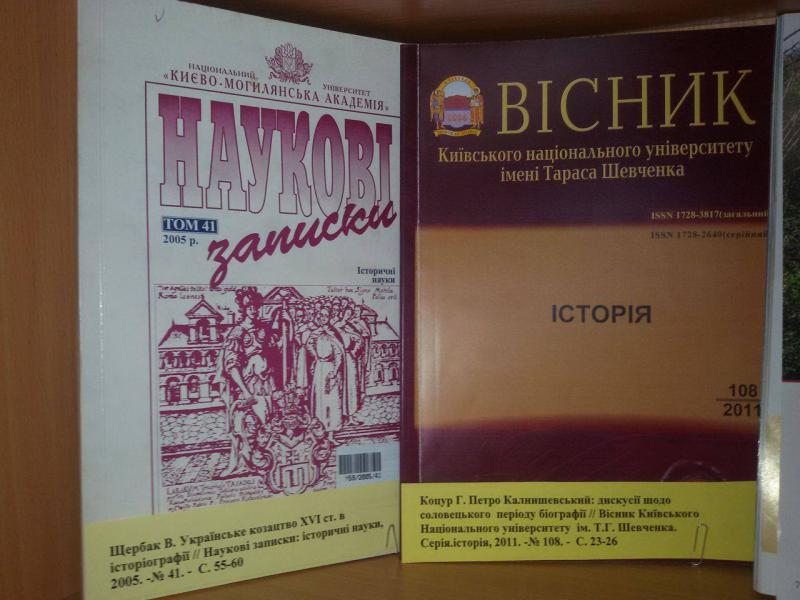 НАЦІОНАЛЬНИЙ УНІВЕРСИТЕТ
«КИЄВО-МОГИЛЯНСЬКА АКАДЕМІЯ»
НАУКОВІ
записки
ТОМ 41
2005 р.
Історичні
науки
Щербак В. Українське козацтво XVI ст. в
історіографії // Наукові записки: історичні науки,
2005. -№ 41. - С. 55-60
ВІСНИК
Київського національного університету
імені Тараса Шевченка
ISSN 1728-3817(загальний
ISSN 1728-2640(серійний
ІСТОРІЯ
108
2011
Коцур Г. Петро Калнишевський: дискусії щодо
соловецького періоду біографії // Вісник Київського
Національного університету ім. Т.Г. Шевченка.
Серія.історія, 2011. -№ 108. - С. 23-26